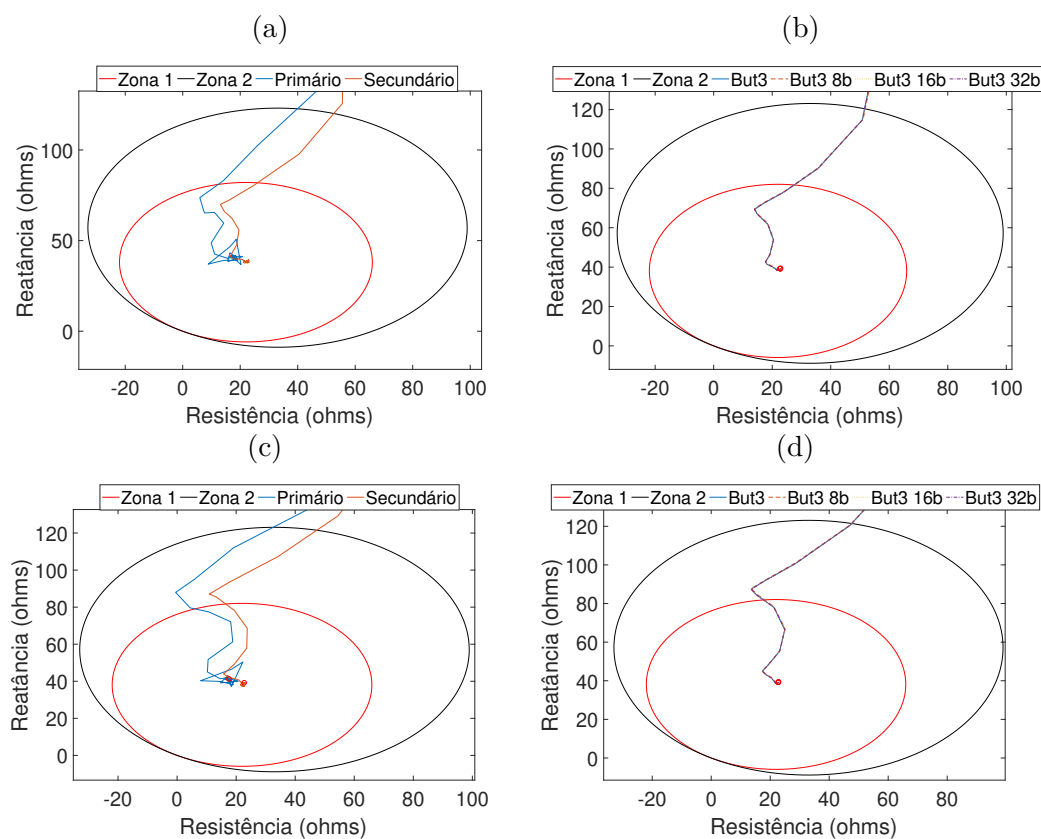 (a)
Zona 1 Zona 2 Primário Secundário
Reatância (ohms)
100
50
0
-20 0 20 40 60 80 100
Resistência (ohms)
(b)
Zona 1 Zona 2 But3 But3 8b But3 16b But3 32b
Reatância (ohms)
120
100
80
60
40
20
0
-20 0 20 40 60 80 100
Resistência (ohms)
(c)
Zona 1 Zona 2 Primário Secundário
Reatância (ohms)
120
100
80
60
40
20
0
-20 0 20 40 60 80 100
Resistência (ohms)
(d)
Zona 1 Zona 2 But3 But3 8b But3 16b But3 32b
Reatância (ohms)
120
100
80
60
40
20
0
-20 0 20 40 60 80
Resistência (ohms)